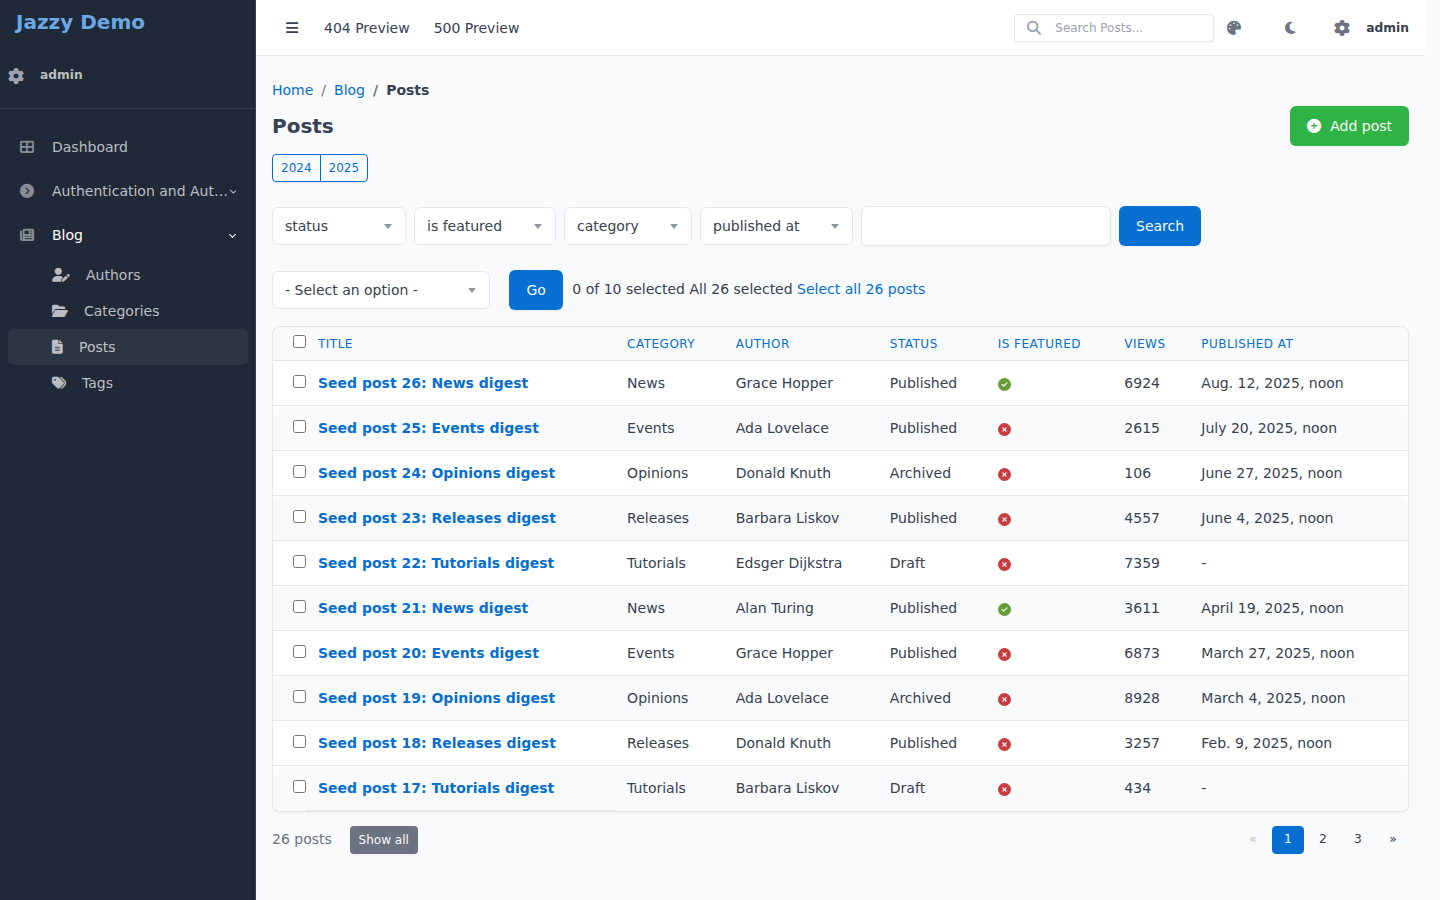 Jazzy Demo
admin
Dashboard
Authentication and Aut...
Blog
Authors
Categories
Posts
Tags
404 Preview 500 Preview Search Posts... admin
Home / Blog / Posts
Posts
Add post
2024 2025
status is featured category published at Search
- Select an option - Go 0 of 10 selected All 26 selected Select all 26 posts
TITLE CATEGORY AUTHOR STATUS IS FEATURED VIEWS PUBLISHED AT
Seed post 26: News digest News Grace Hopper Published 6924 Aug. 12, 2025, noon
Seed post 25: Events digest Events Ada Lovelace Published 2615 July 20, 2025, noon
Seed post 24: Opinions digest Opinions Donald Knuth Archived 106 June 27, 2025, noon
Seed post 23: Releases digest Releases Barbara Liskov Published 4557 June 4, 2025, noon
Seed post 22: Tutorials digest Tutorials Edsger Dijkstra Draft 7359 -
Seed post 21: News digest News Alan Turing Published 3611 April 19, 2025, noon
Seed post 20: Events digest Events Grace Hopper Published 6873 March 27, 2025, noon
Seed post 19: Opinions digest Opinions Ada Lovelace Archived 8928 March 4, 2025, noon
Seed post 18: Releases digest Releases Donald Knuth Published 3257 Feb. 9, 2025, noon
Seed post 17: Tutorials digest Tutorials Barbara Liskov Draft 434 -
26 posts Show all « 1 2 3 »